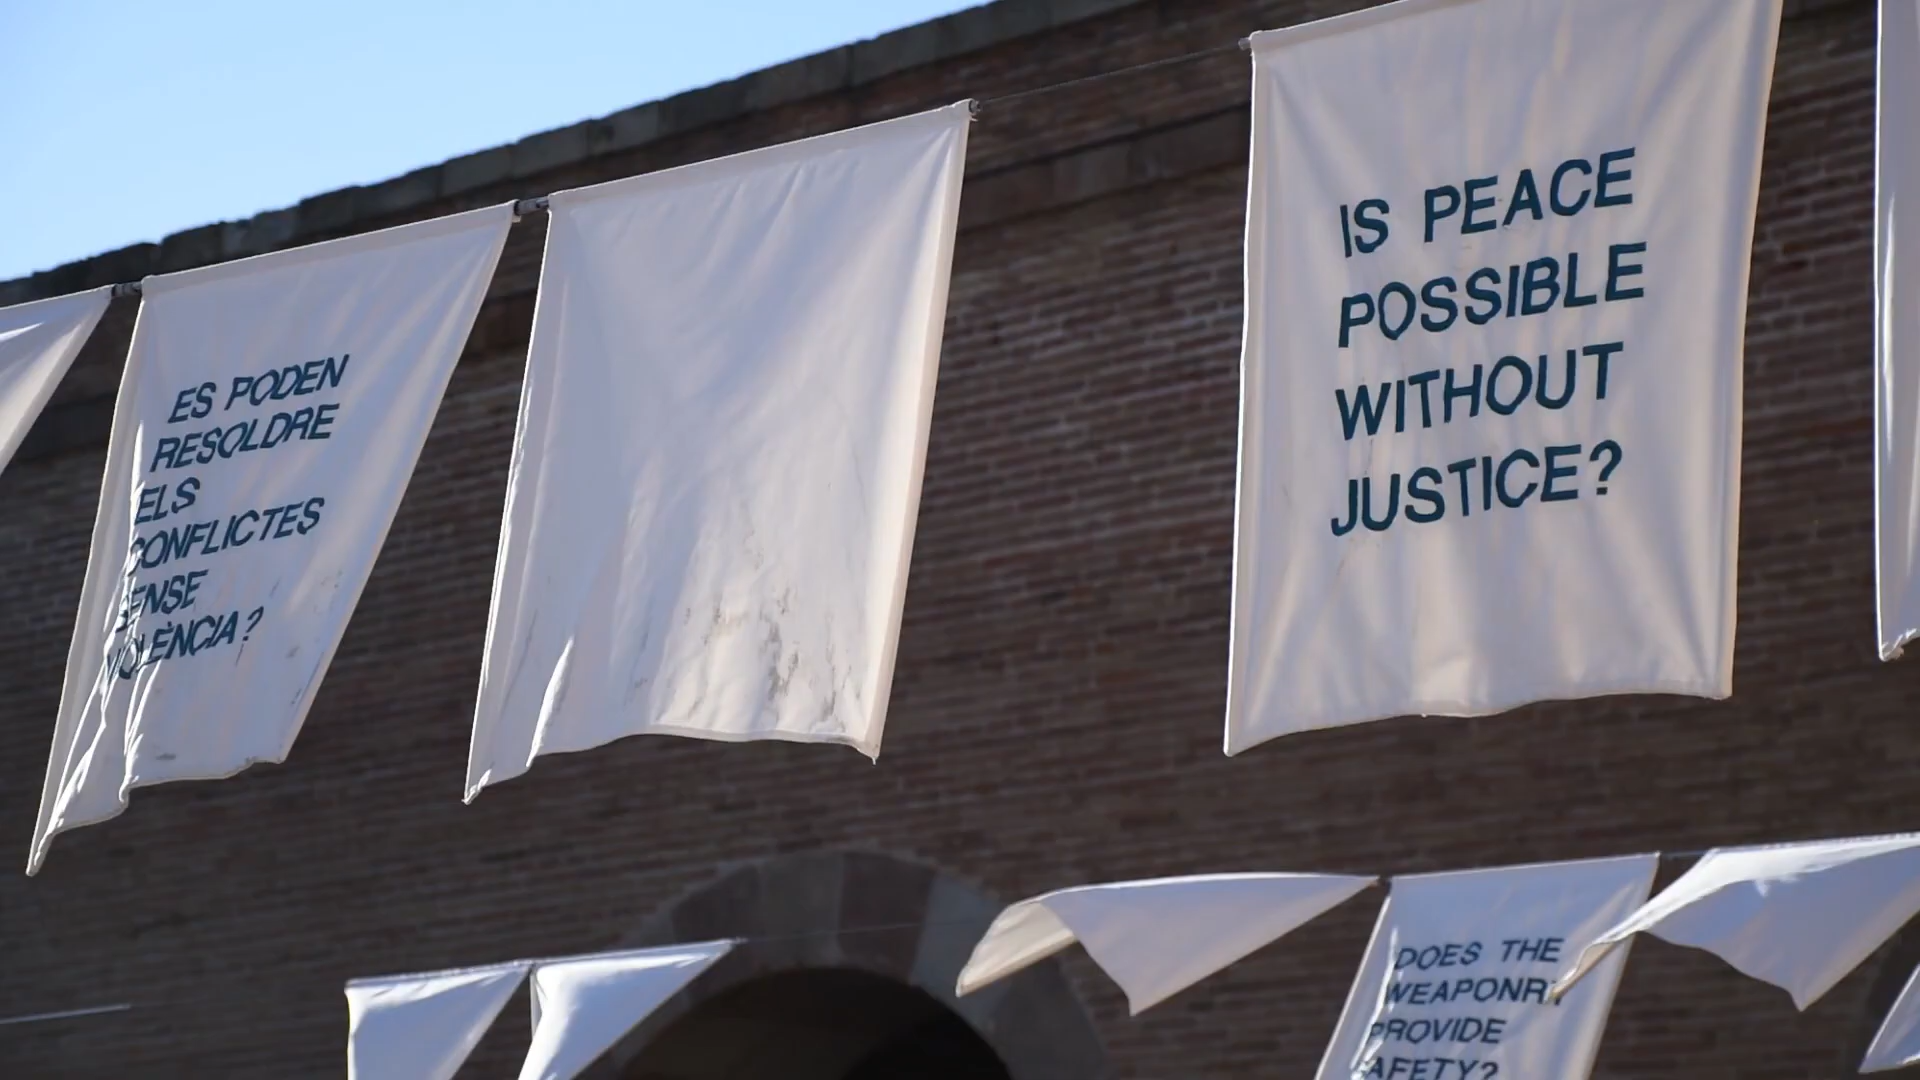 ES PODEN
RESOLDRE
ELS
CONFLICTES
SENSE
VIOLÈNCIA?
IS PEACE
POSSIBLE
WITHOUT
JUSTICE?
DOES THE
WEAPONRY
PROVIDE
SAFETY?